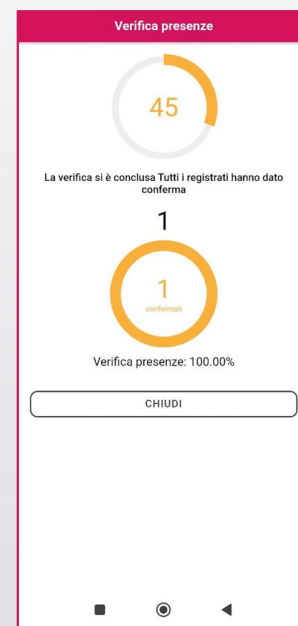 Verifica presenze
45
La verifica si è conclusa Tutti i registrati hanno dato
conferma
1
1
confermati
Verifica presenze: 100.00%
CHIUDI